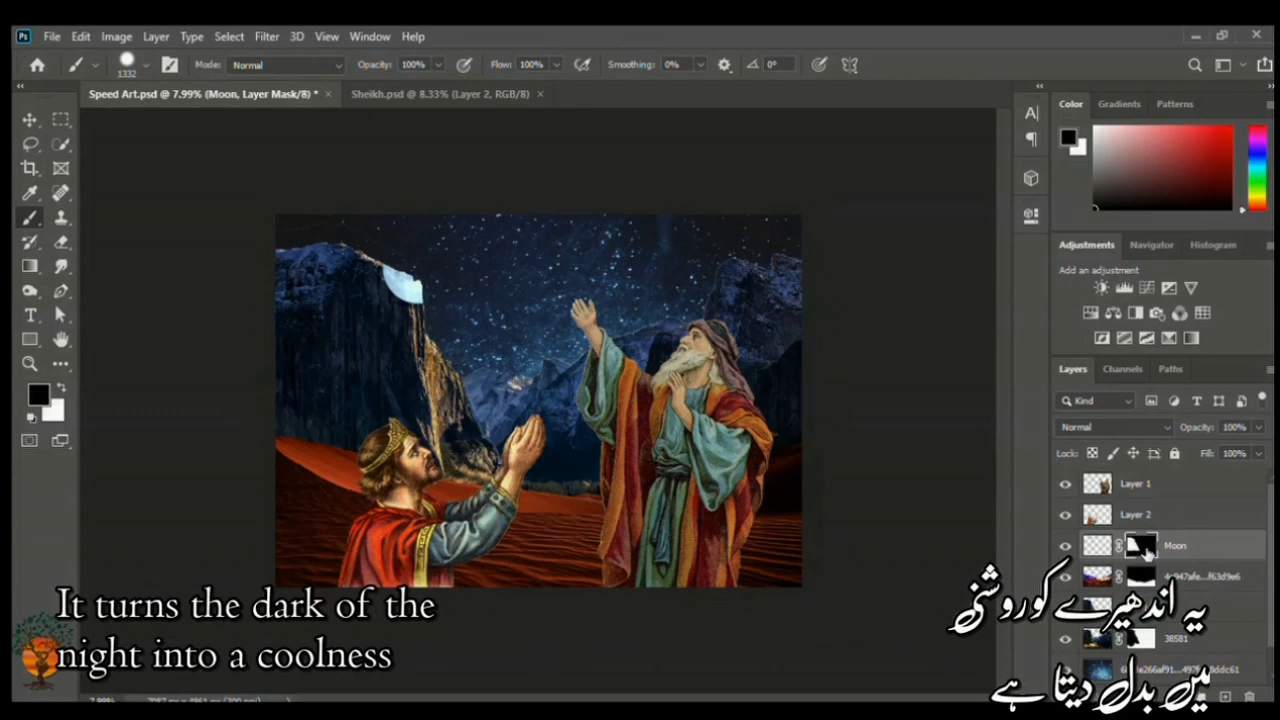 Ps File Edit Image Layer Type Select Filter 3D View Window Help
1332 Mode: Normal Opacity: 100% Flow: 100% Smoothing: 0% 0°
Speed Art.psd @ 7.99% (Moon, Layer Mask/8) * × Sheikh.psd @ 8.33% (Layer 2, RGB/8) ×
Color Gradients Patterns
Adjustments Navigator Histogram
Add an adjustment
Layers Channels Paths
Kind
Normal Opacity: 100%
Lock: Fill: 100%
Layer 1
Layer 2
Moon
38581
It turns the dark of the
night into a coolness
یہ اندھیرے کو روشنی
میں بدل دیتا ہے